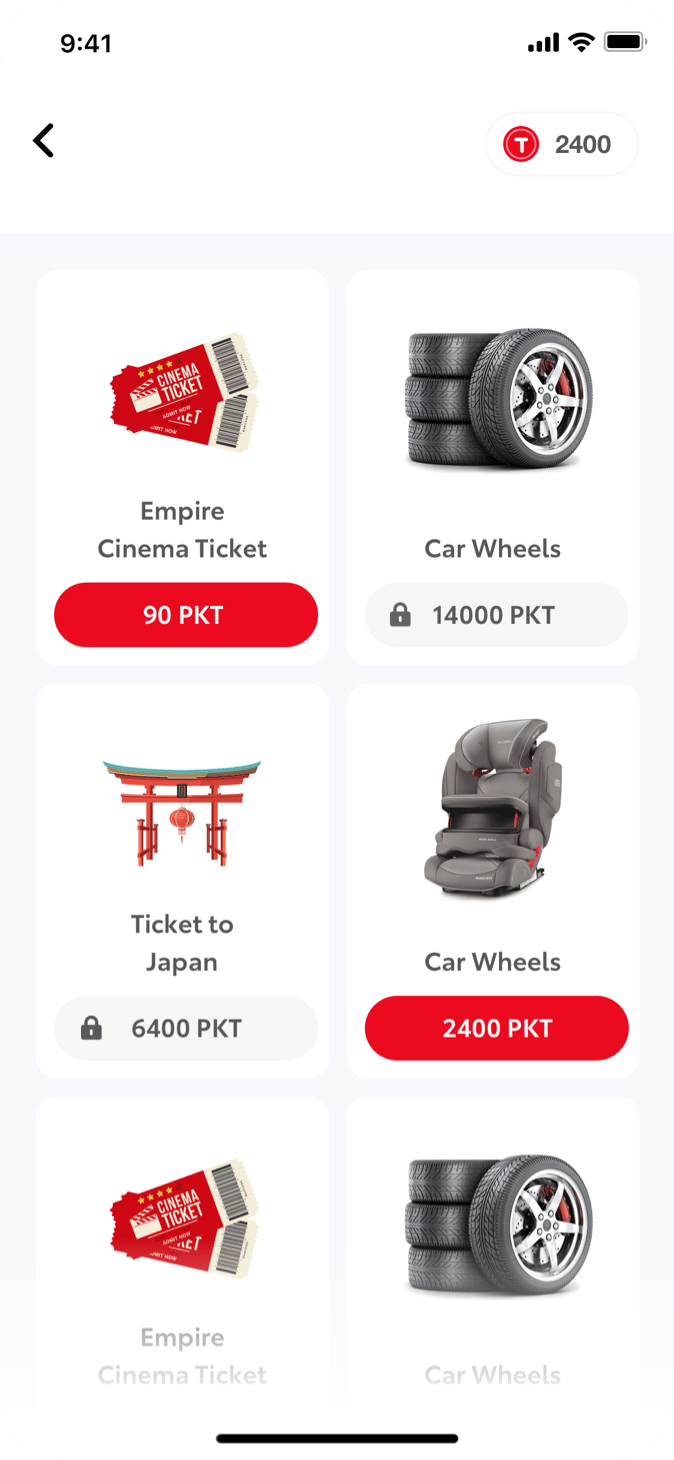 9:41
T 2400
CINEMA
TICKET
ADMIT NOW
Empire
Cinema Ticket
90 PKT
Car Wheels
14000 PKT
Ticket to
Japan
6400 PKT
Car Wheels
2400 PKT
CINEMA
TICKET
ADMIT NOW
Empire
Cinema Ticket
Car Wheels